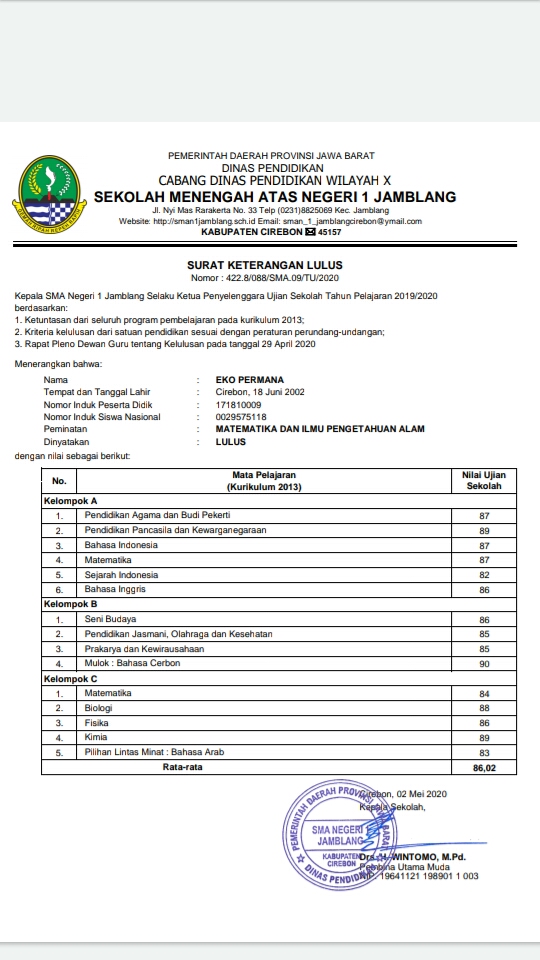 PEMERINTAH DAERAH PROVINSI JAWA BARAT
DINAS PENDIDIKAN
CABANG DINAS PENDIDIKAN WILAYAH X
SEKOLAH MENENGAH ATAS NEGERI 1 JAMBLANG
Jl. Nyi Mas Rarakerta No. 33 Telp (0231)8825069 Kec. Jamblang
Website: http://sman1jamblang.sch.id Email: sman_1_jamblangcirebon@ymail.com
KABUPATEN CIREBON ✉ 45157
SURAT KETERANGAN LULUS
Nomor : 422.8/088/SMA.09/TU/2020
Kepala SMA Negeri 1 Jamblang Selaku Ketua Penyelenggara Ujian Sekolah Tahun Pelajaran 2019/2020
berdasarkan:
1. Ketuntasan dari seluruh program pembelajaran pada kurikulum 2013;
2. Kriteria kelulusan dari satuan pendidikan sesuai dengan peraturan perundang-undangan;
3. Rapat Pleno Dewan Guru tentang Kelulusan pada tanggal 29 April 2020
Menerangkan bahwa:
Nama : EKO PERMANA
Tempat dan Tanggal Lahir : Cirebon, 18 Juni 2002
Nomor Induk Peserta Didik : 171810009
Nomor Induk Siswa Nasional : 0029575118
Peminatan : MATEMATIKA DAN ILMU PENGETAHUAN ALAM
Dinyatakan : LULUS
dengan nilai sebagai berikut:
No. Mata Pelajaran (Kurikulum 2013) Nilai Ujian Sekolah
Kelompok A
1. Pendidikan Agama dan Budi Pekerti 87
2. Pendidikan Pancasila dan Kewarganegaraan 89
3. Bahasa Indonesia 87
4. Matematika 87
5. Sejarah Indonesia 82
6. Bahasa Inggris 86
Kelompok B
1. Seni Budaya 86
2. Pendidikan Jasmani, Olahraga dan Kesehatan 85
3. Prakarya dan Kewirausahaan 85
4. Mulok : Bahasa Cerbon 90
Kelompok C
1. Matematika 84
2. Biologi 88
3. Fisika 86
4. Kimia 89
5. Pilihan Lintas Minat : Bahasa Arab 83
Rata-rata 86,02
Cirebon, 02 Mei 2020
Kepala Sekolah,
PEMERINTAH DAERAH PROVINSI JAWA BARAT
SMA NEGERI
JAMBLANG
KABUPATEN
CIREBON
DINAS PENDIDIKAN
Drs. H. WINTOMO, M.Pd.
Pembina Utama Muda
NIP. 19641121 198901 1 003